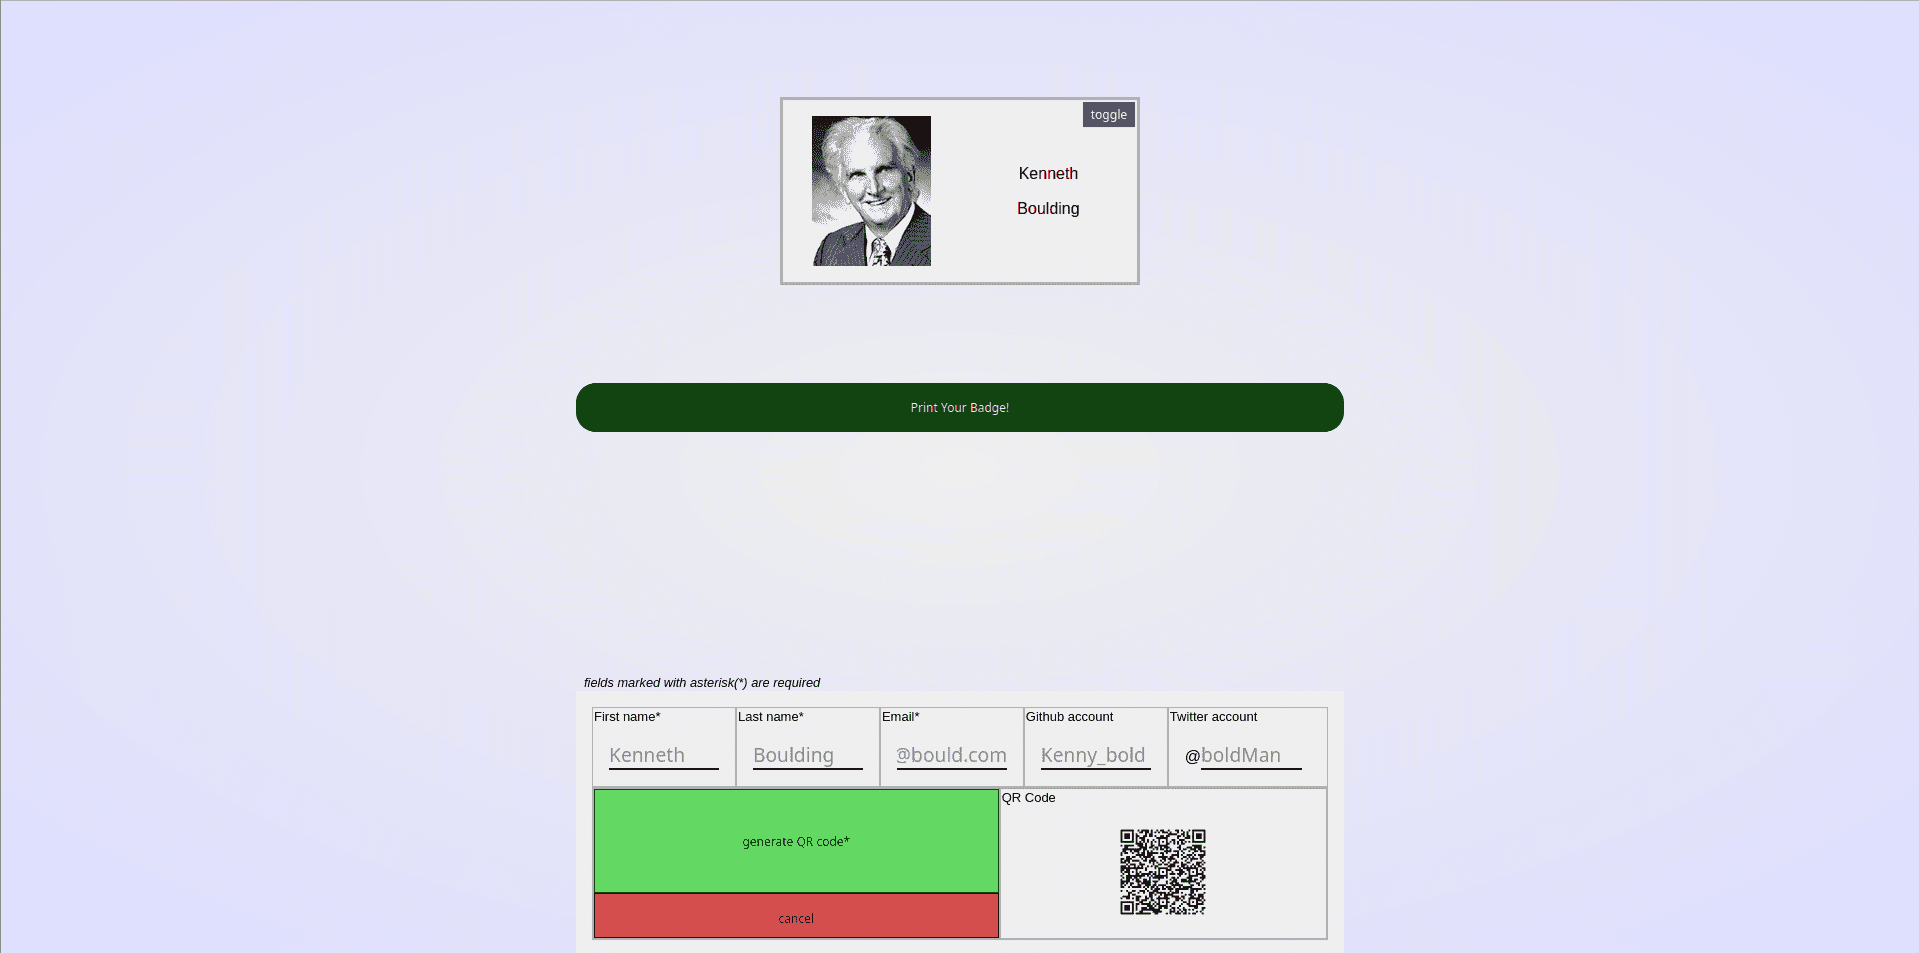 toggle
Kenneth
Boulding
Print Your Badge!
fields marked with asterisk(*) are required
First name*
Last name*
Email*
Github account
Twitter account
Kenneth
Boulding
@bould.com
Kenny_bold
@boldMan
generate QR code*
QR Code
cancel